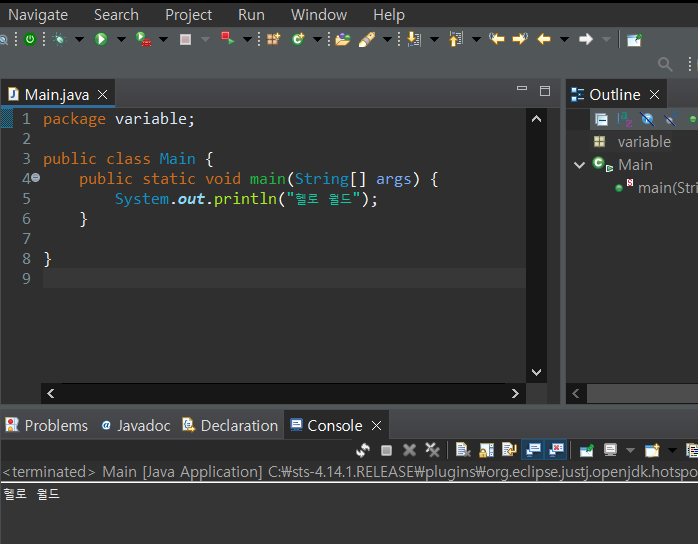 Navigate Search Project Run Window Help
Main.java
1 package variable;
2
3 public class Main {
4 public static void main(String[] args) {
5 System.out.println("헬로 월드");
6 }
7
8 }
9
Outline
variable
Main
main(Stri
Problems Javadoc Declaration Console
<terminated> Main [Java Application] C:₩sts-4.14.1.RELEASE₩plugins₩org.eclipse.justj.openjdk.hotspo
헬로 월드